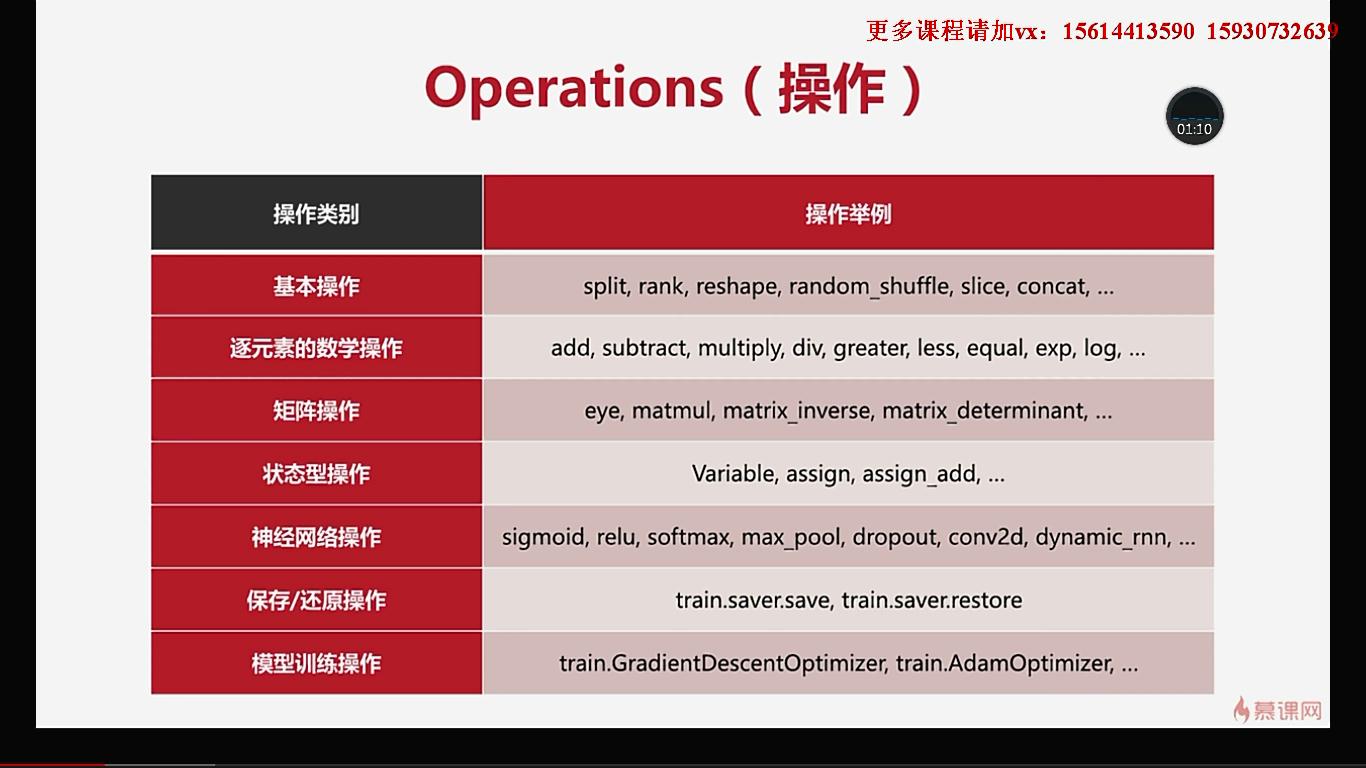 更多课程请加vx：15614413590 15930732639
Operations（操作）
01:10
操作类别 操作举例
基本操作 split, rank, reshape, random_shuffle, slice, concat, ...
逐元素的数学操作 add, subtract, multiply, div, greater, less, equal, exp, log, ...
矩阵操作 eye, matmul, matrix_inverse, matrix_determinant, ...
状态型操作 Variable, assign, assign_add, ...
神经网络操作 sigmoid, relu, softmax, max_pool, dropout, conv2d, dynamic_rnn, ...
保存/还原操作 train.saver.save, train.saver.restore
模型训练操作 train.GradientDescentOptimizer, train.AdamOptimizer, ...
慕课网